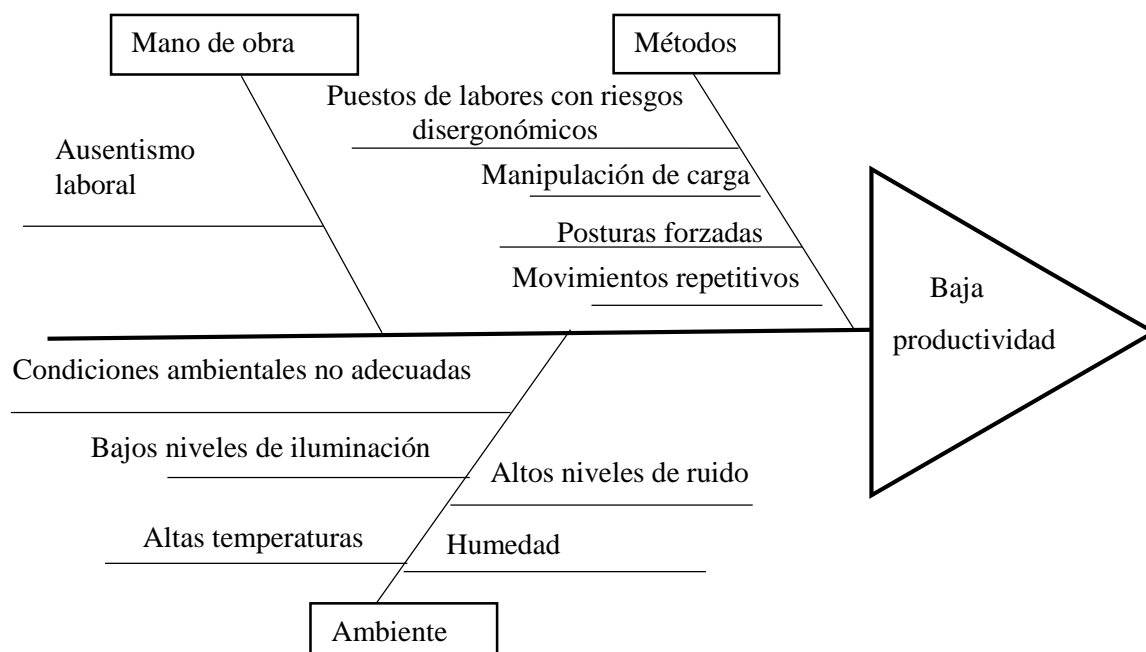 Mano de obra
Métodos
Puestos de labores con riesgos
disergonómicos
Ausentismo
laboral
Manipulación de carga
Posturas forzadas
Movimientos repetitivos
Baja
productividad
Condiciones ambientales no adecuadas
Bajos niveles de iluminación
Altos niveles de ruido
Altas temperaturas
Humedad
Ambiente